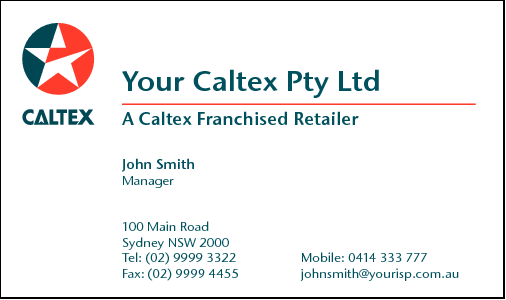 CALTEX
Your Caltex Pty Ltd
A Caltex Franchised Retailer
John Smith
Manager
100 Main Road
Sydney NSW 2000
Tel: (02) 9999 3322
Fax: (02) 9999 4455
Mobile: 0414 333 777
johnsmith@yourisp.com.au